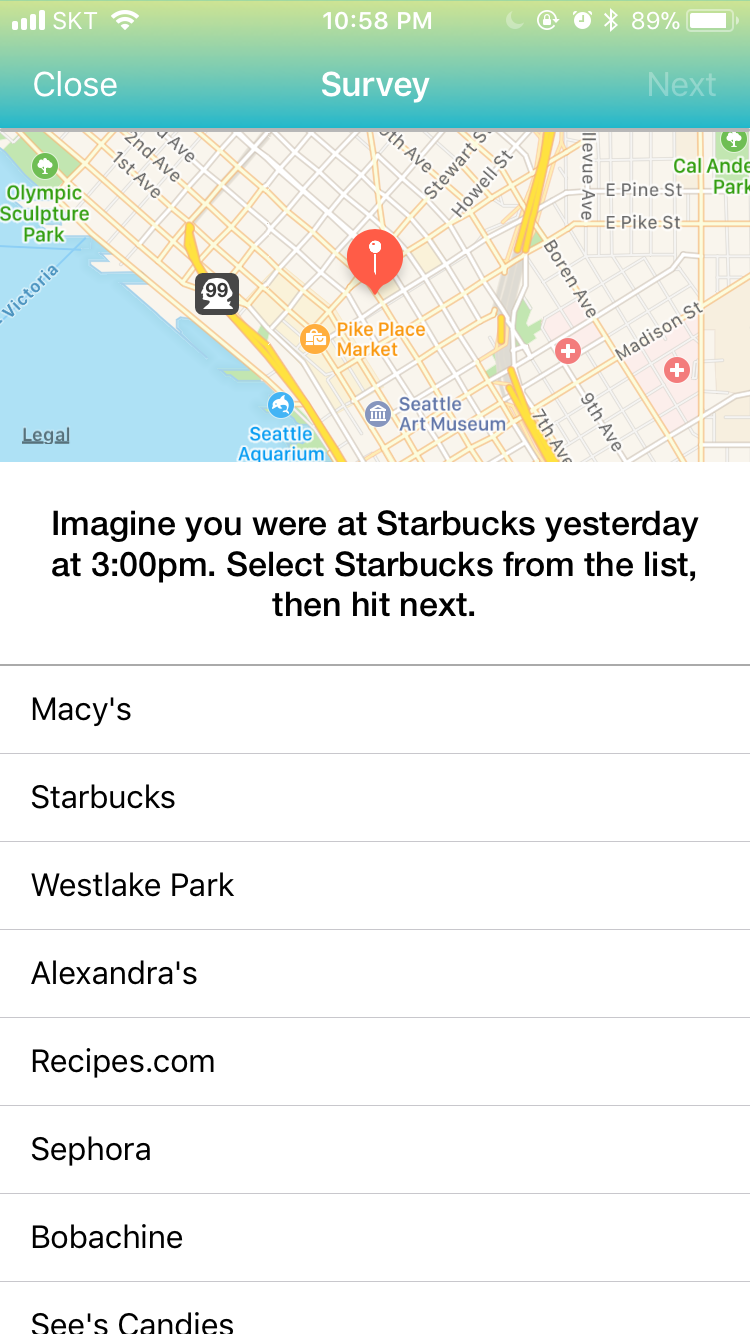 SKT 10:58 PM 89%
Close Survey Next
2nd Ave
1st Ave
Stewart S
Howell St
llevue Ave
E Pine St
E Pike St
Cal Ande
Park
Olympic
Sculpture
Park
Victoria
99
Boren Ave
Madison St
Pike Place
Market
Seattle
Art Museum
9th Ave
7th Ave
Legal
Seattle
Aquarium
Imagine you were at Starbucks yesterday
at 3:00pm. Select Starbucks from the list,
then hit next.
Macy's
Starbucks
Westlake Park
Alexandra's
Recipes.com
Sephora
Bobachine
See's Candies